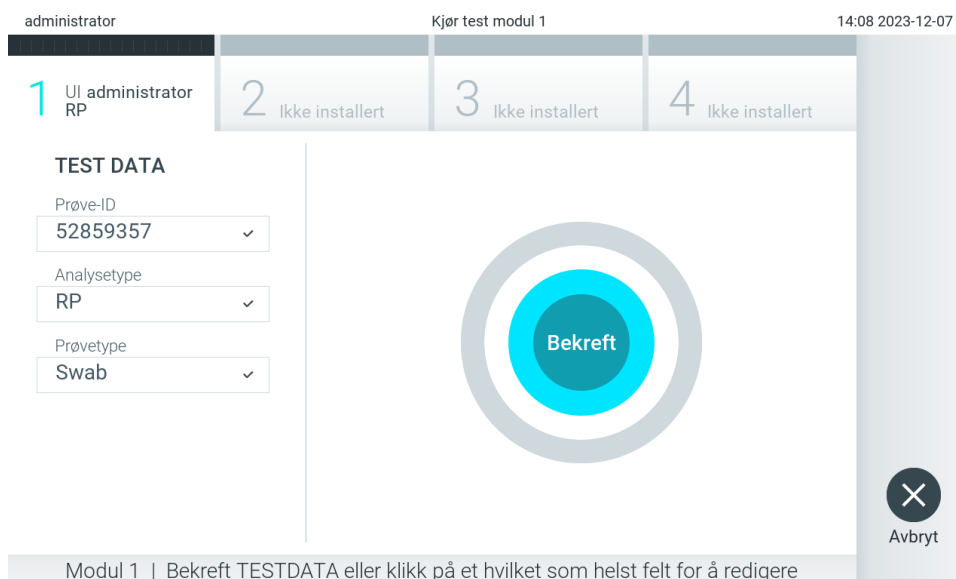 administrator
Kjør test modul 1
14:08 2023-12-07
1 UI administrator
RP
2 Ikke installert
3 Ikke installert
4 Ikke installert
TEST DATA
Prøve-ID
52859357
Analysetype
RP
Prøvetype
Swab
Bekreft
Avbryt
Modul 1 | Bekreft TESTDATA eller klikk på et hvilket som helst felt for å redigere